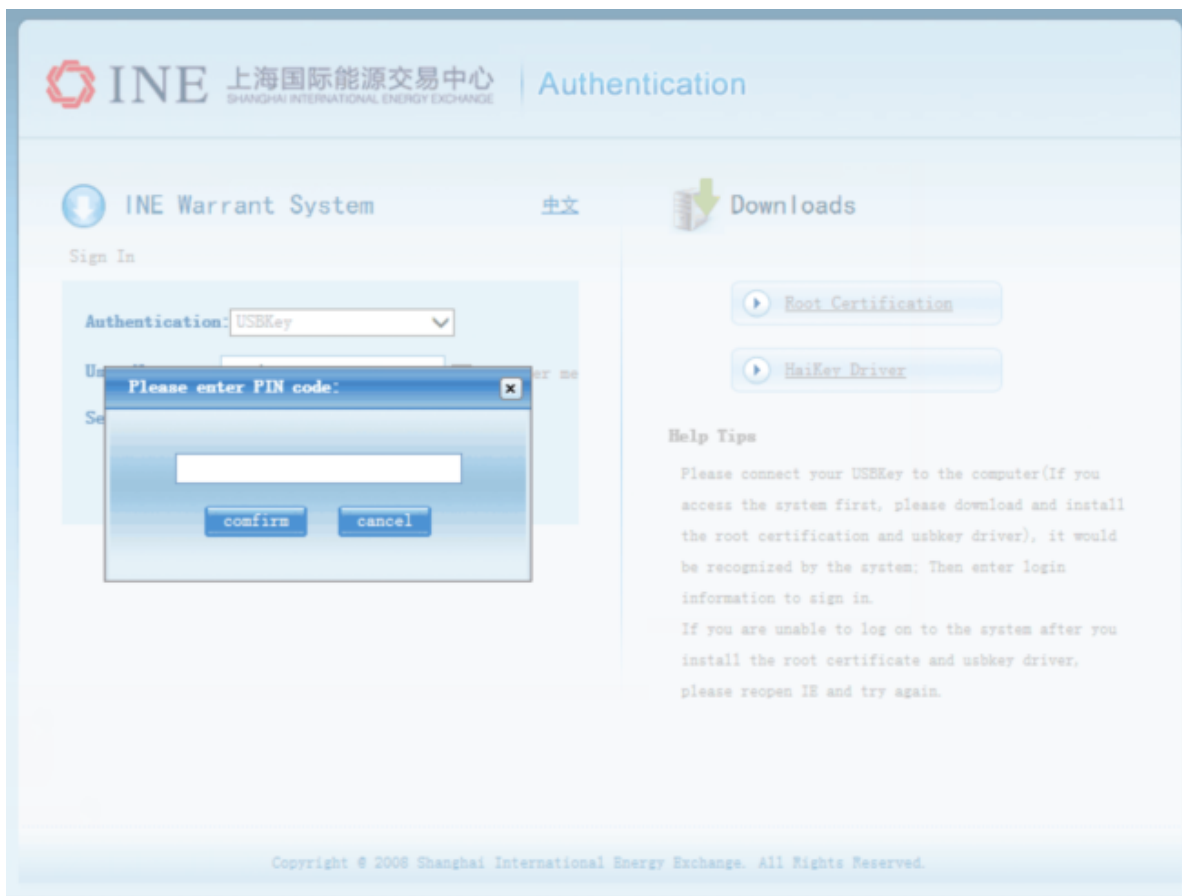 INE 上海国际能源交易中心
SHANGHAI INTERNATIONAL ENERGY EXCHANGE
Authentication
INE Warrant System
中文
Sign In
Authentication:
USBKey
er me
Se
Please enter PIN code:
confirm
cancel
Downloads
Root Certification
HaiKey Driver
Help Tips
Please connect your USBKey to the computer(If you
access the system first, please download and install
the root certification and usbkey driver), it would
be recognized by the system; Then enter login
information to sign in.
If you are unable to log on to the system after you
install the root certificate and usbkey driver,
please reopen IE and try again.
Copyright @ 2008 Shanghai International Energy Exchange. All Rights Reserved.